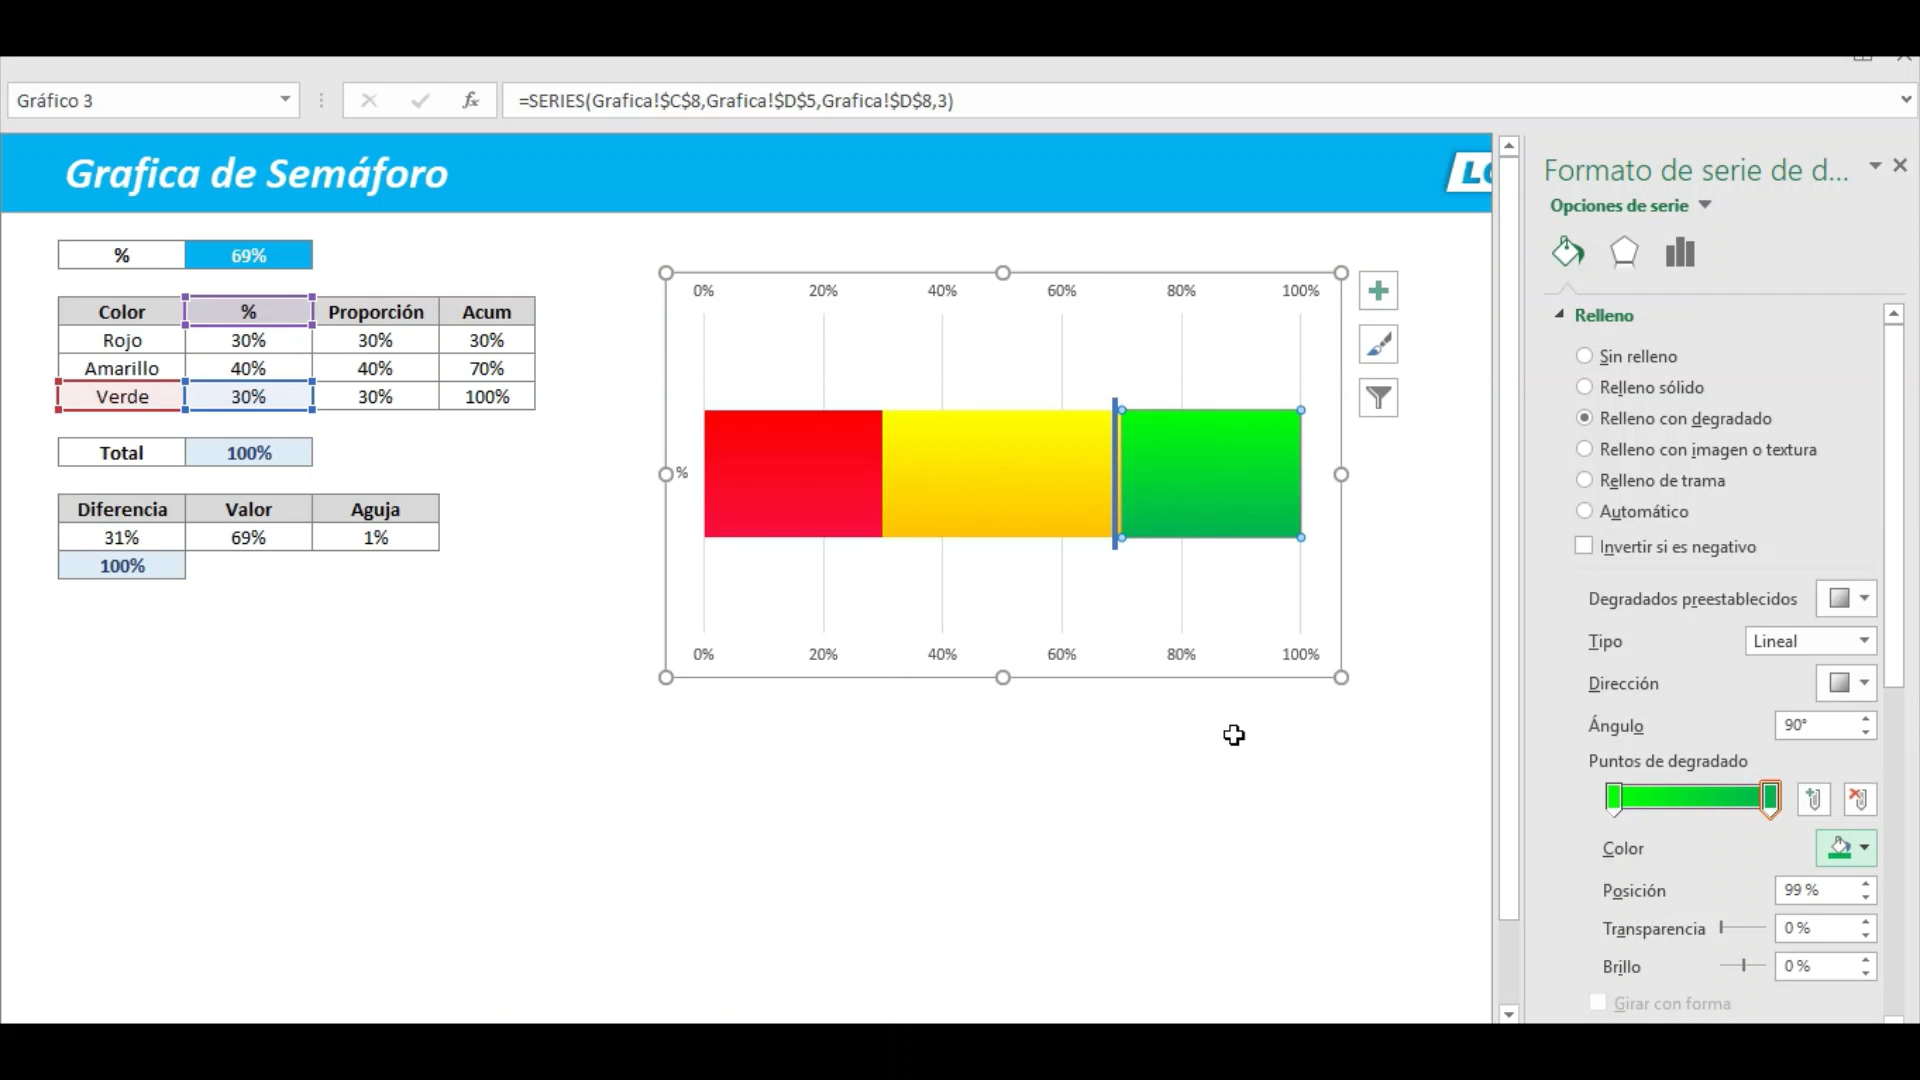 Gráfico 3
fx
=SERIES(Grafica!$C$8,Grafica!$D$5,Grafica!$D$8,3)
Grafica de Semáforo
% 69%
Color % Proporción Acum
Rojo 30% 30% 30%
Amarillo 40% 40% 70%
Verde 30% 30% 100%
Total 100%
Diferencia Valor Aguja
31% 69% 1%
100%
0% 20% 40% 60% 80% 100%
%
0% 20% 40% 60% 80% 100%
Formato de serie de d...
Opciones de serie
Relleno
Sin relleno
Relleno sólido
Relleno con degradado
Relleno con imagen o textura
Relleno de trama
Automático
Invertir si es negativo
Degradados preestablecidos
Tipo Lineal
Dirección
Ángulo 90°
Puntos de degradado
Color
Posición 99 %
Transparencia 0 %
Brillo 0 %
Girar con forma